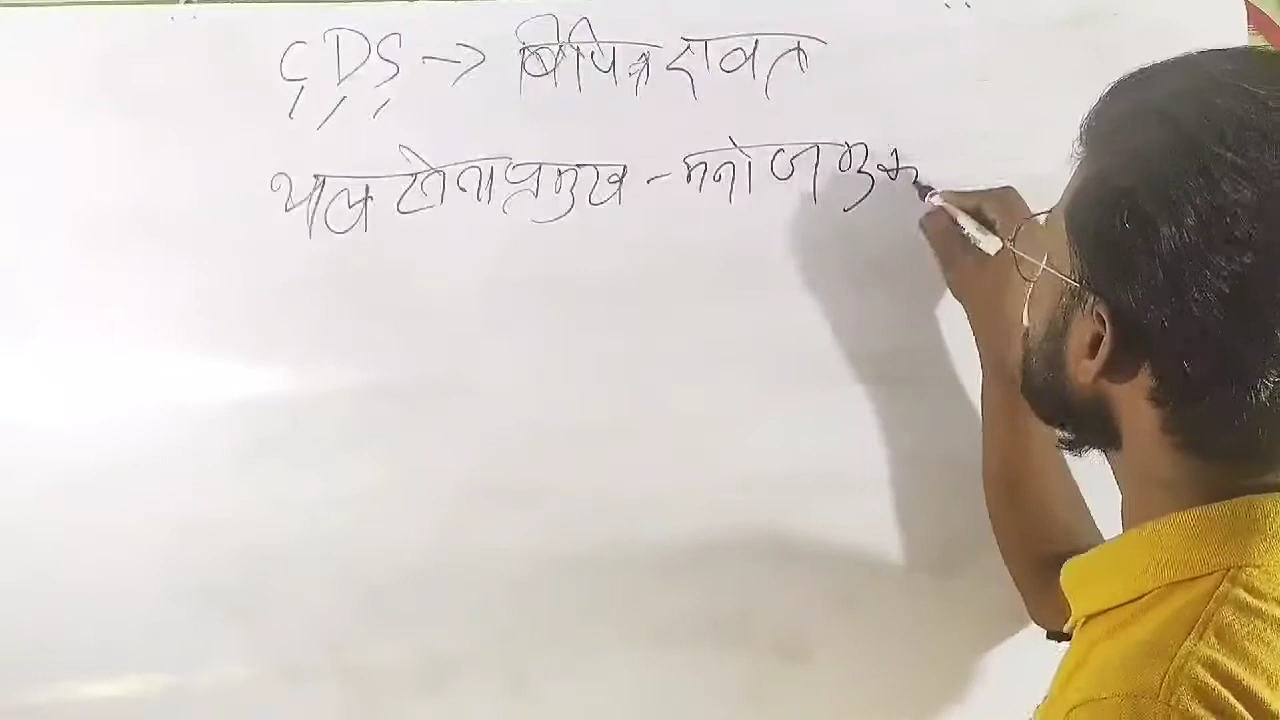 CDS → बिपिन रावत
थल सेना प्रमुख - मनोज मुक